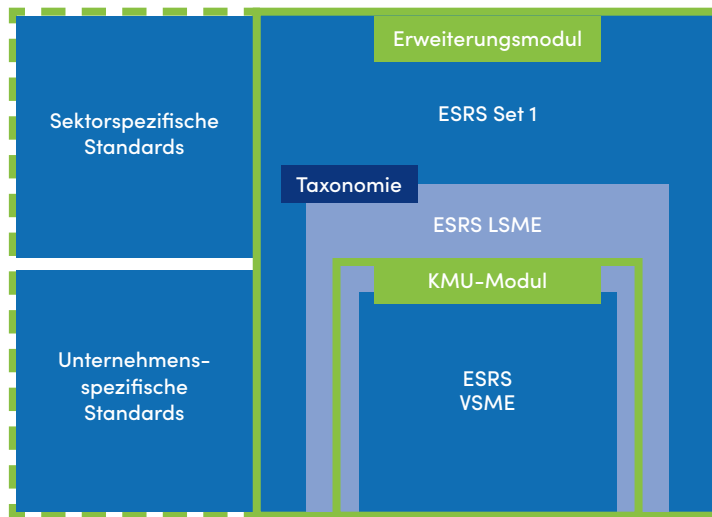 Erweiterungsmodul
Sektorspezifische
Standards
ESRS Set 1
Taxonomie
ESRS LSME
KMU-Modul
Unternehmens-
spezifische
Standards
ESRS
VSME